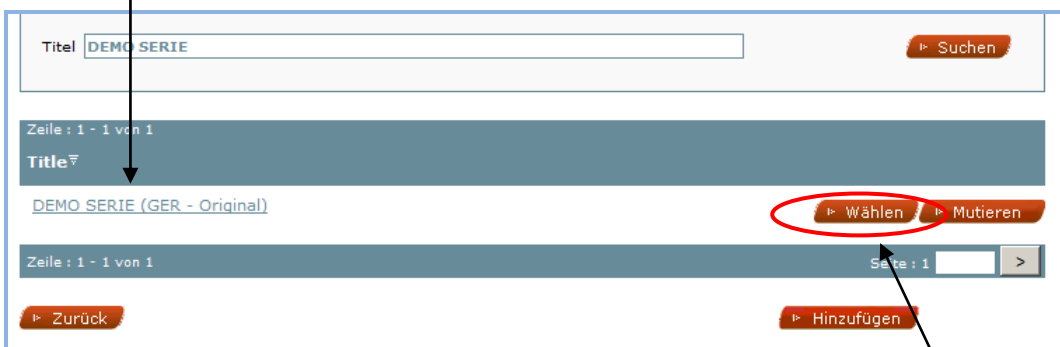 Titel DEMO SERIE Suchen
Zeile : 1 - 1 von 1
Title
DEMO SERIE (GER - Original) Wählen Mutieren
Zeile : 1 - 1 von 1 Seite : 1 >
Zurück Hinzufügen